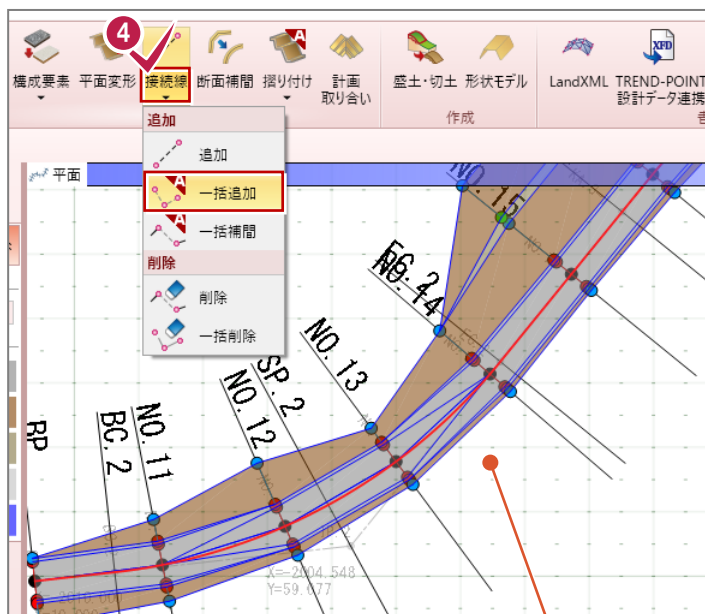 4
XFD
構成要素 平面変形 接続線 断面補間 摺り付け 計画 盛土・切土 形状モデル LandXML TREND-POINT
取り合い 設計データ連携
作成
追加
追加
一括追加
一括補間
削除
削除
一括削除
平面
NO. 15
EC. 2
NO. 14
NO. 13
SP. 2
NO. 12
NO. 11
BC. 2
BP
X=-2004.548
Y=59.677